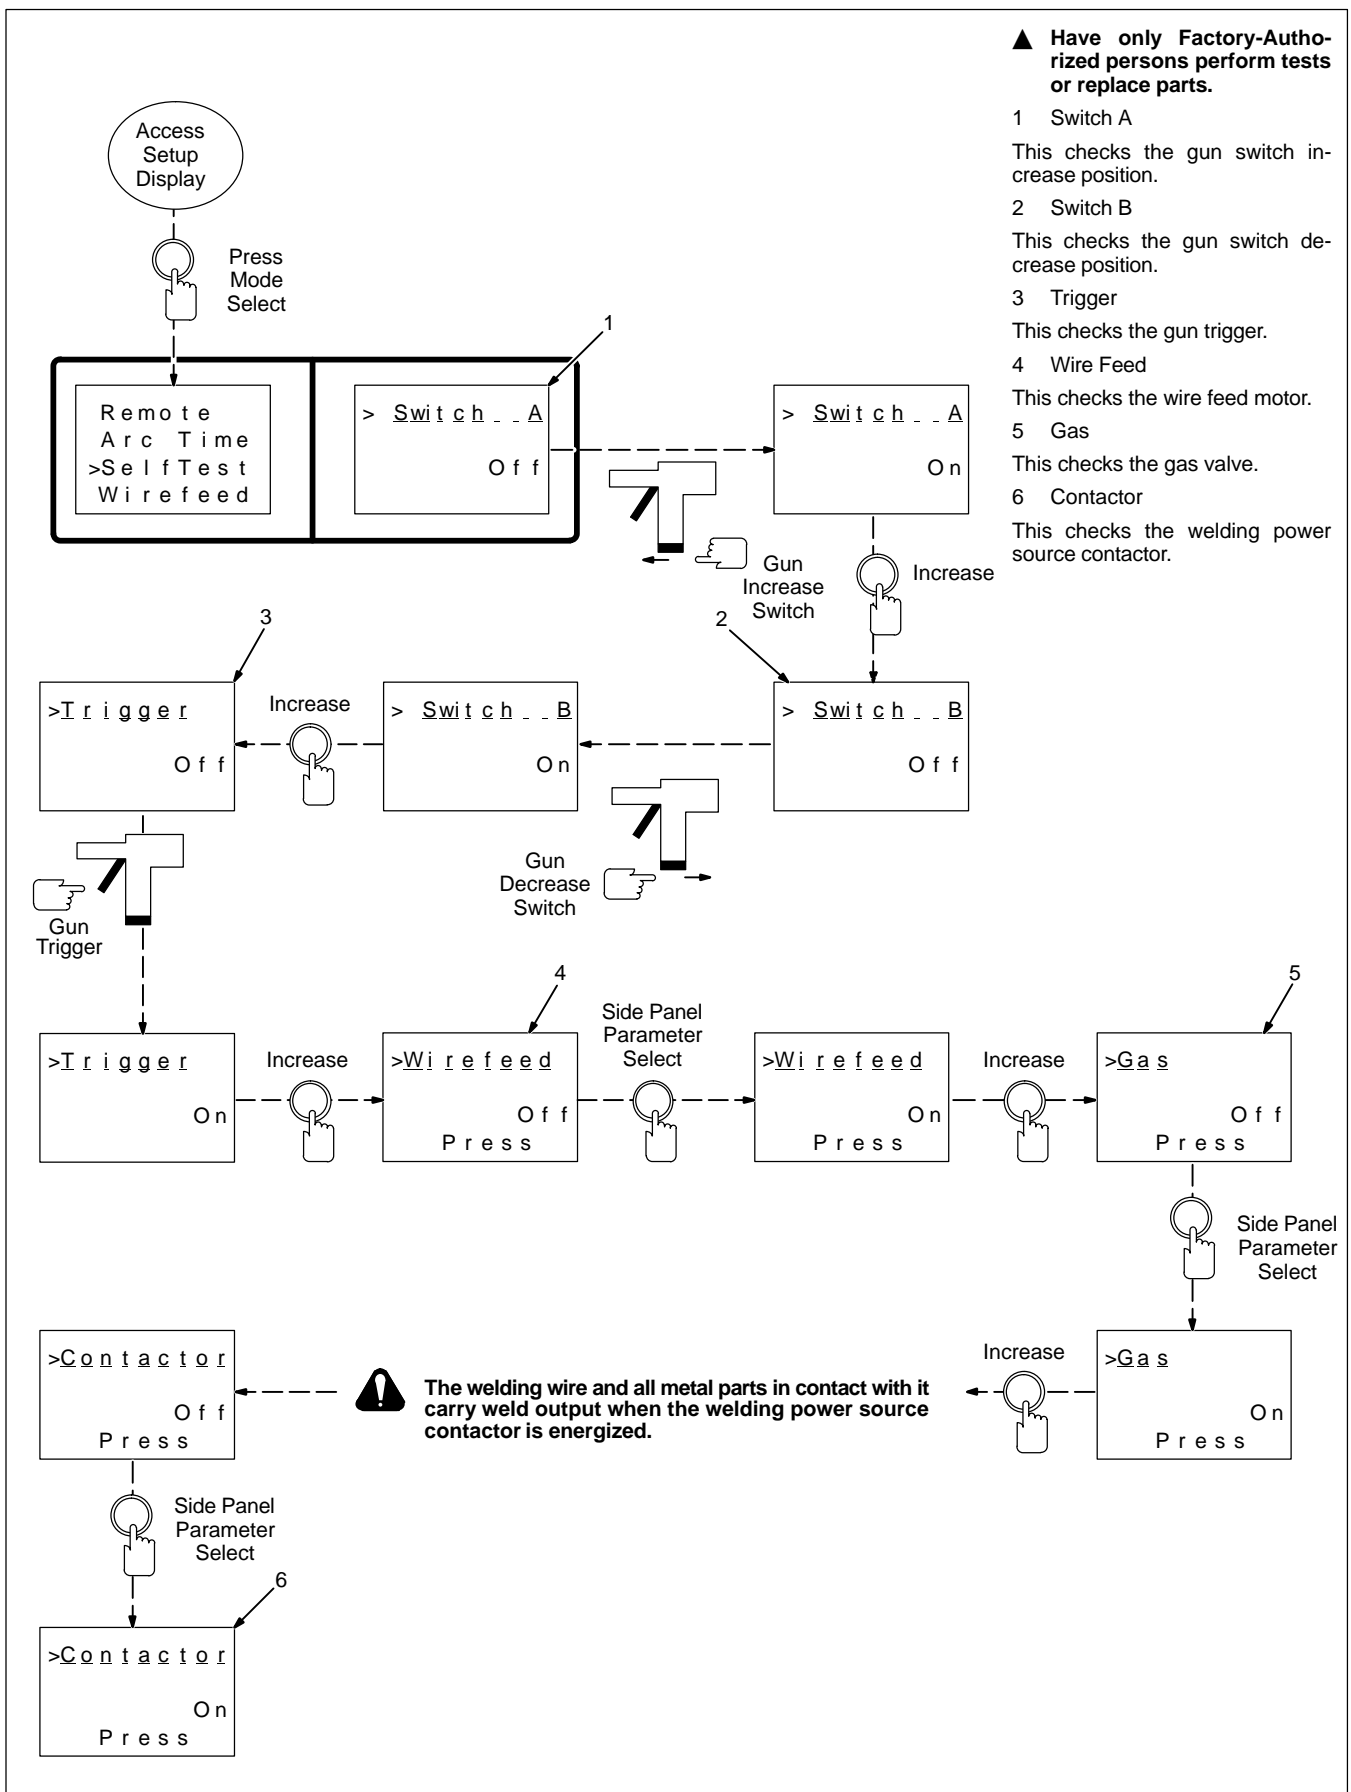 ▲ Have only Factory-Autho-
rized persons perform tests
or replace parts.
1 Switch A
This checks the gun switch in-
crease position.
2 Switch B
This checks the gun switch de-
crease position.
3 Trigger
This checks the gun trigger.
4 Wire Feed
This checks the wire feed motor.
5 Gas
This checks the gas valve.
6 Contactor
This checks the welding power
source contactor.
Access
Setup
Display
Press
Mode
Select
Remote
Arc Time
>SelfTest
Wirefeed
1
> Switch A
Off
Gun
Increase
Switch
> Switch A
On
Increase
2
> Switch B
Off
Gun
Decrease
Switch
> Switch B
On
Increase
3
>Trigger
Off
Gun
Trigger
>Trigger
On
Increase
4
>Wirefeed
Off
Press
Side Panel
Parameter
Select
>Wirefeed
On
Press
Increase
5
>Gas
Off
Press
Side Panel
Parameter
Select
>Gas
On
Press
Increase
The welding wire and all metal parts in contact with it
carry weld output when the welding power source
contactor is energized.
>Contactor
Off
Press
Side Panel
Parameter
Select
6
>Contactor
On
Press